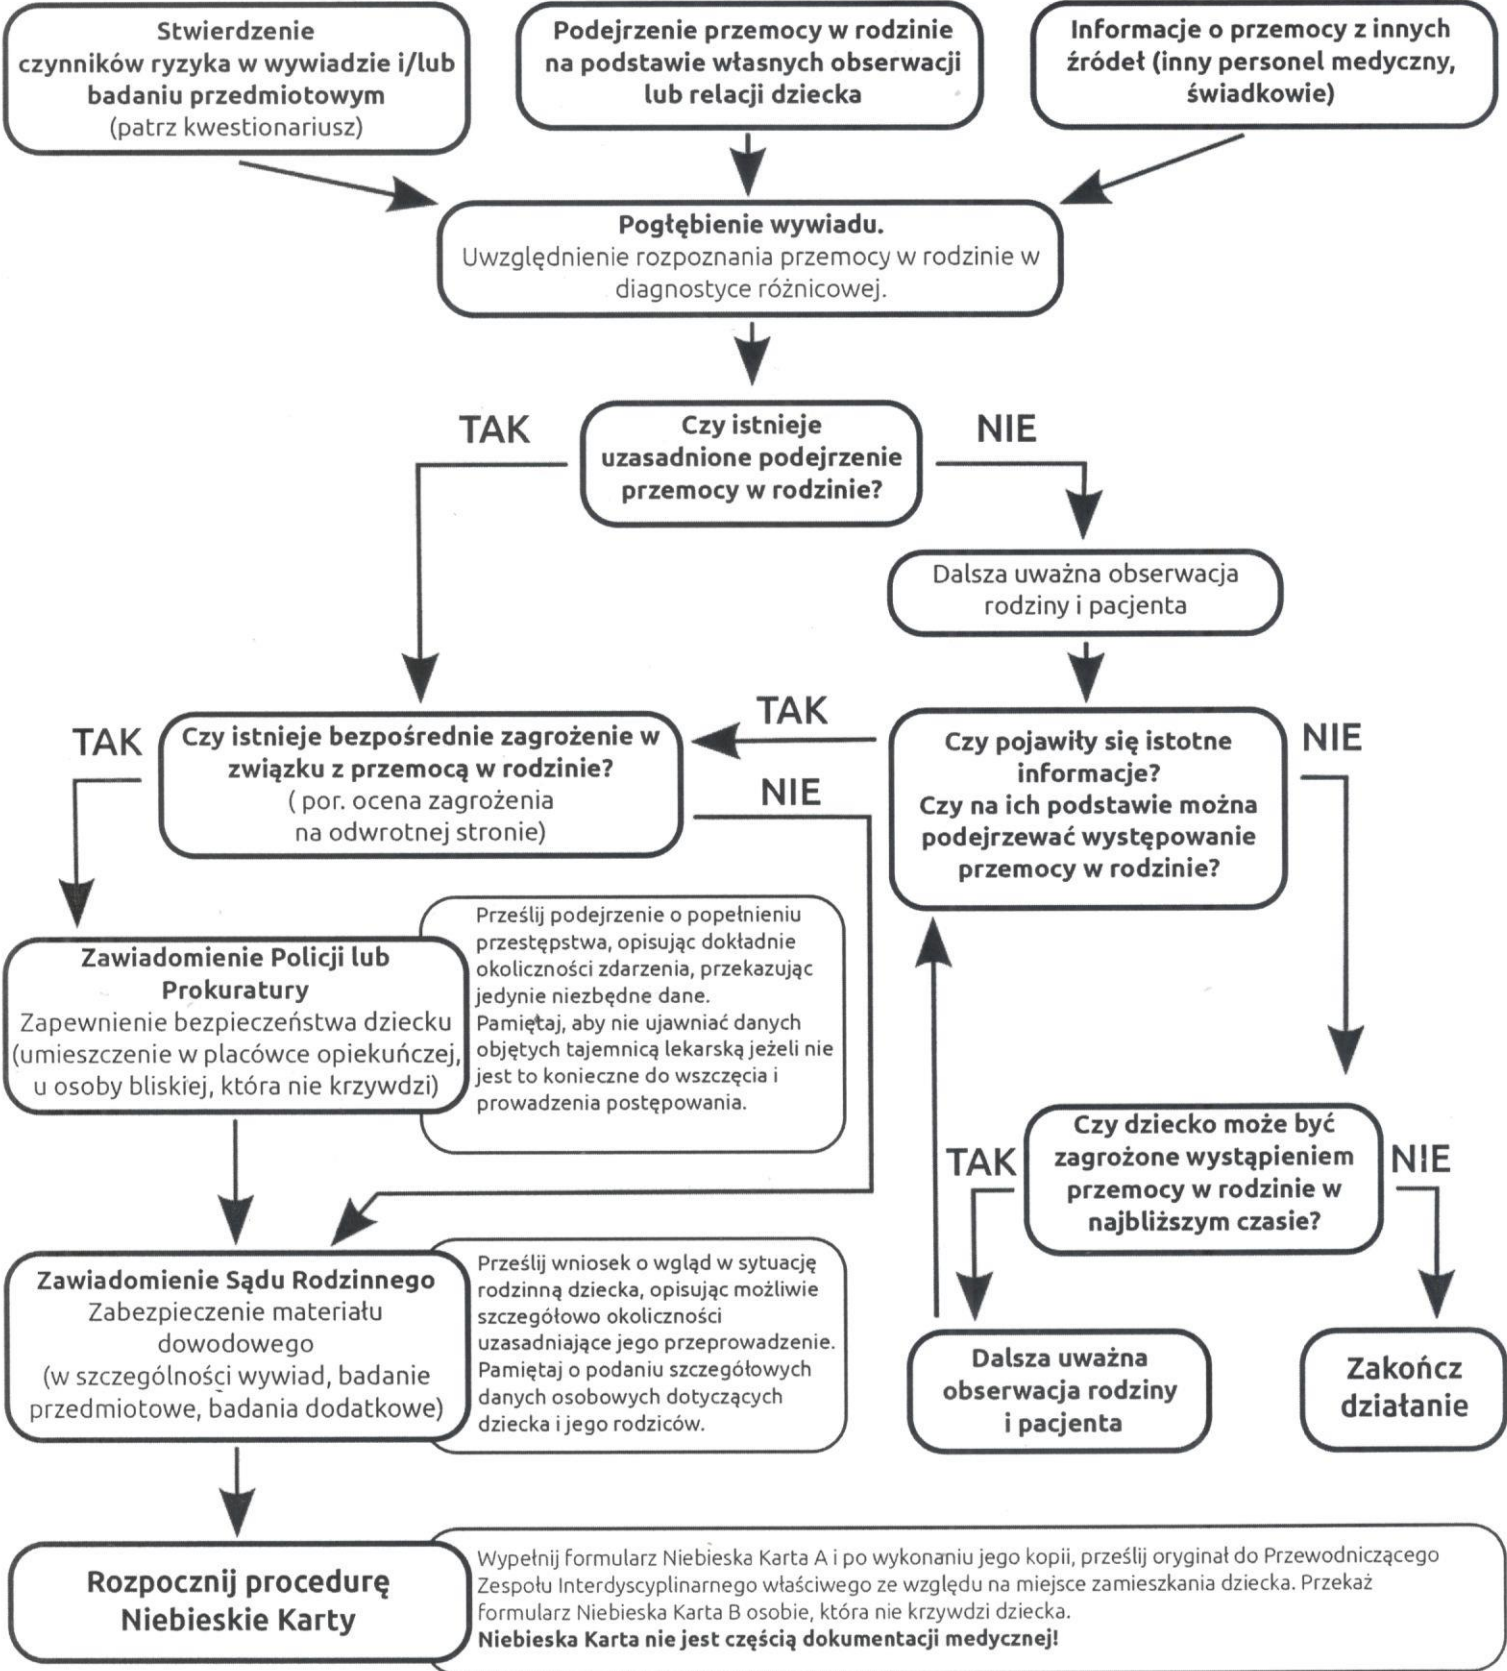 Stwierdzenie
czynników ryzyka w wywiadzie i/lub
badaniu przedmiotowym
(patrz kwestionariusz)
Podejrzenie przemocy w rodzinie
na podstawie własnych obserwacji
lub relacji dziecka
Informacje o przemocy z innych
źródeł (inny personel medyczny,
świadkowie)
Pogłębienie wywiadu.
Uwzględnienie rozpoznania przemocy w rodzinie w
diagnostyce różnicowej.
TAK
Czy istnieje
uzasadnione podejrzenie
przemocy w rodzinie?
NIE
Dalsza uważna obserwacja
rodziny i pacjenta
TAK
Czy istnieje bezpośrednie zagrożenie w
związku z przemocą w rodzinie?
( por. ocena zagrożenia
na odwrotnej stronie)
TAK
NIE
Czy pojawiły się istotne
informacje?
Czy na ich podstawie można
podejrzewać występowanie
przemocy w rodzinie?
NIE
Zawiadomienie Policji lub
Prokuratury
Zapewnienie bezpieczeństwa dziecku
(umieszczenie w placówce opiekuńczej,
u osoby bliskiej, która nie krzywdzi)
Prześlij podejrzenie o popełnieniu
przestępstwa, opisując dokładnie
okoliczności zdarzenia, przekazując
jedynie niezbędne dane.
Pamiętaj, aby nie ujawniać danych
objętych tajemnicą lekarską jeżeli nie
jest to konieczne do wszczęcia i
prowadzenia postępowania.
TAK
Czy dziecko może być
zagrożone wystąpieniem
przemocy w rodzinie w
najbliższym czasie?
NIE
Zawiadomienie Sądu Rodzinnego
Zabezpieczenie materiału
dowodowego
(w szczególności wywiad, badanie
przedmiotowe, badania dodatkowe)
Prześlij wniosek o wgląd w sytuację
rodzinną dziecka, opisując możliwie
szczegółowo okoliczności
uzasadniające jego przeprowadzenie.
Pamiętaj o podaniu szczegółowych
danych osobowych dotyczących
dziecka i jego rodziców.
Dalsza uważna
obserwacja rodziny
i pacjenta
Zakończ
działanie
Rozpocznij procedurę
Niebieskie Karty
Wypełnij formularz Niebieska Karta A i po wykonaniu jego kopii, prześlij oryginał do Przewodniczącego
Zespołu Interdyscyplinarnego właściwego ze względu na miejsce zamieszkania dziecka. Przekaż
formularz Niebieska Karta B osobie, która nie krzywdzi dziecka.
Niebieska Karta nie jest częścią dokumentacji medycznej!